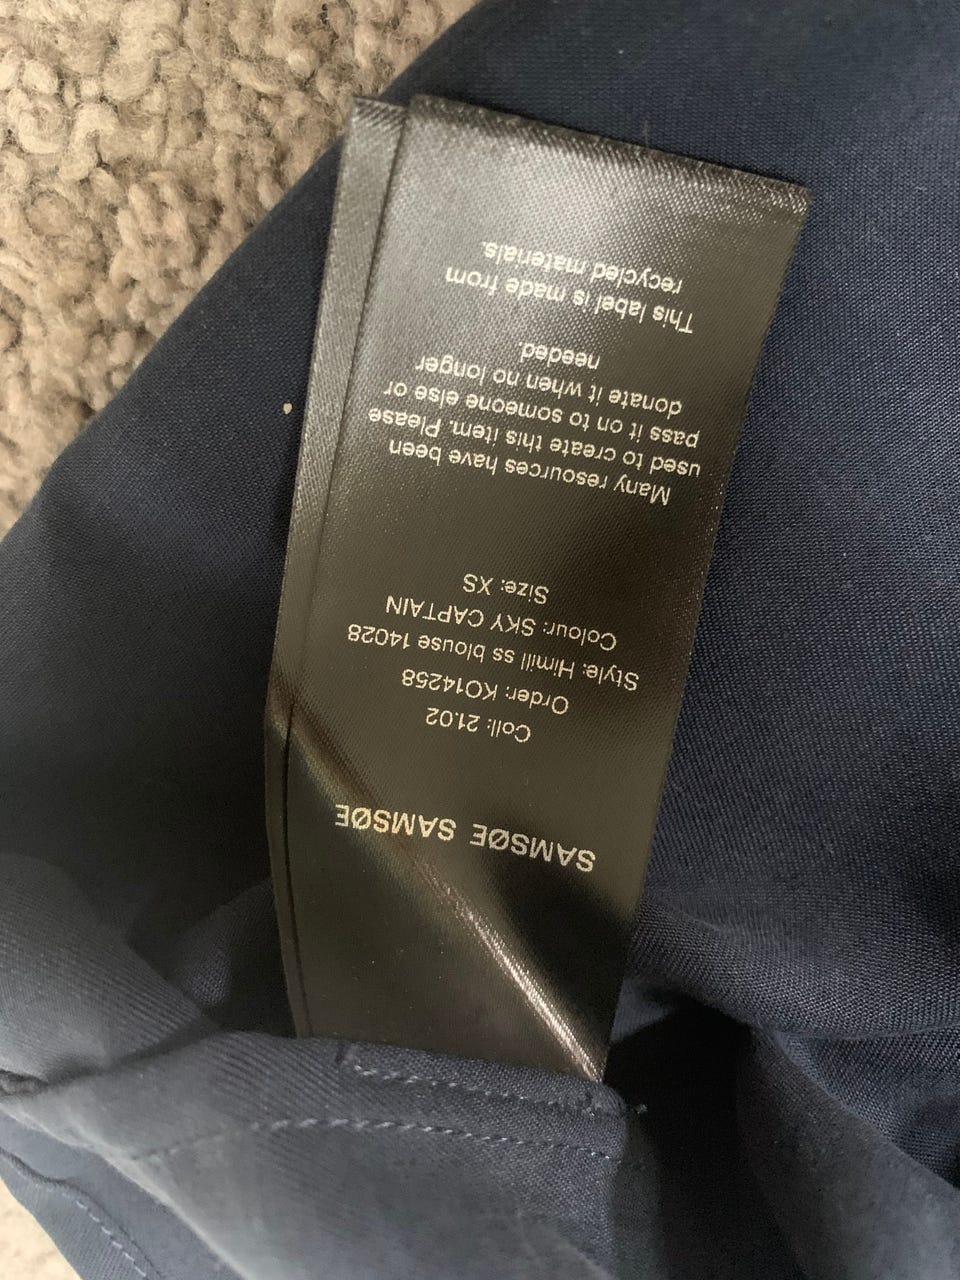 SAMSØE SAMSØE
Coll: 21.02
Order: KO14258
Style: Himill ss blouse 14028
Colour: SKY CAPTAIN
Size: XS
Many resources have been
used to create this item. Please
pass it on to someone else or
donate it when no longer
needed.
This label is made from
recycled materials.